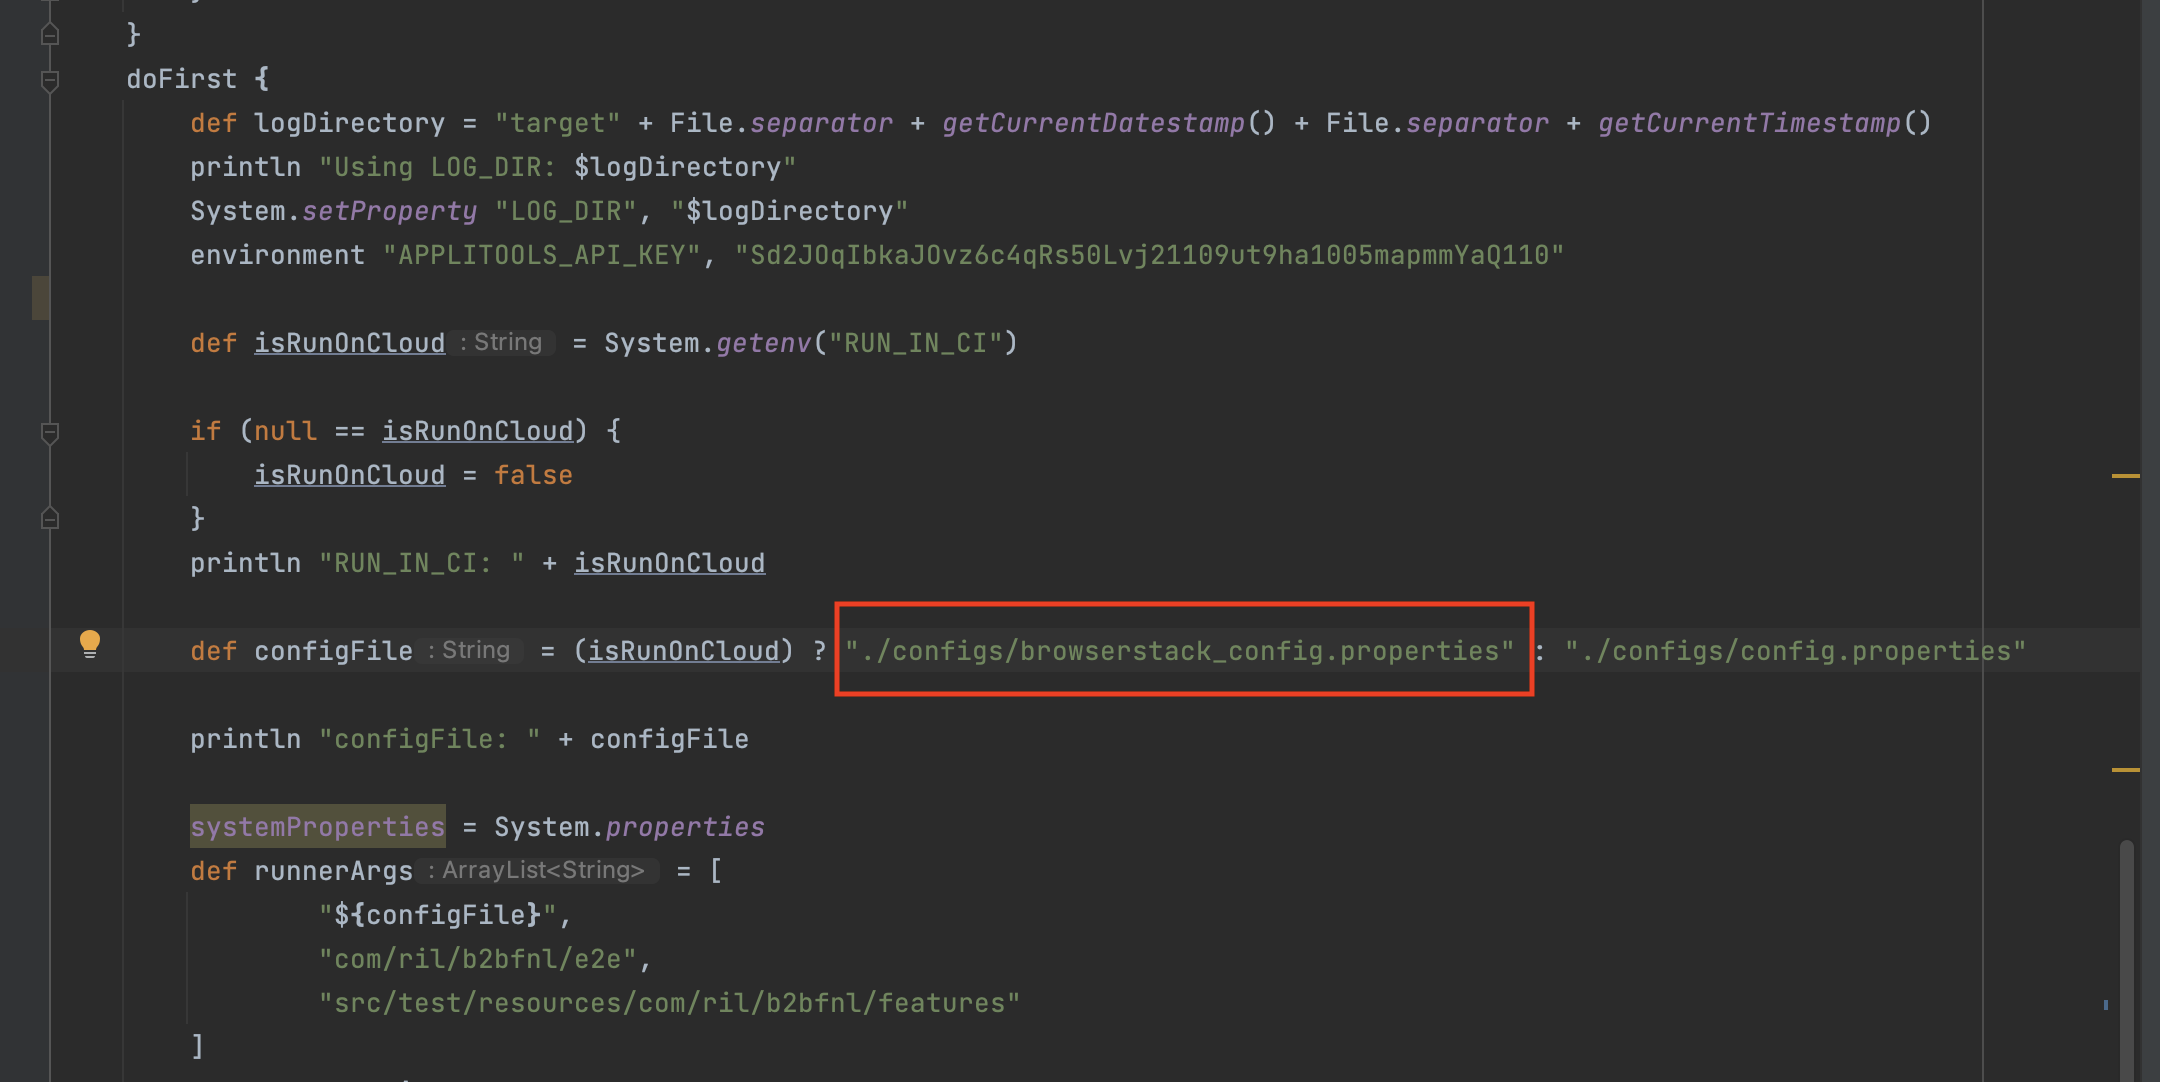 }
doFirst {
def logDirectory = "target" + File.separator + getCurrentDatestamp() + File.separator + getCurrentTimestamp()
println "Using LOG_DIR: $logDirectory"
System.setProperty "LOG_DIR", "$logDirectory"
environment "APPLITOOLS_API_KEY", "Sd2JOqIbkaJOvz6c4qRs50Lvj21109ut9ha1005mapmmYaQ110"
def isRunOnCloud : String = System.getenv("RUN_IN_CI")
if (null == isRunOnCloud) {
isRunOnCloud = false
}
println "RUN_IN_CI: " + isRunOnCloud
def configFile : String = (isRunOnCloud) ? "./configs/browserstack_config.properties" : "./configs/config.properties"
println "configFile: " + configFile
systemProperties = System.properties
def runnerArgs : ArrayList<String> = [
"${configFile}",
"com/ril/b2bfnl/e2e",
"src/test/resources/com/ril/b2bfnl/features"
]